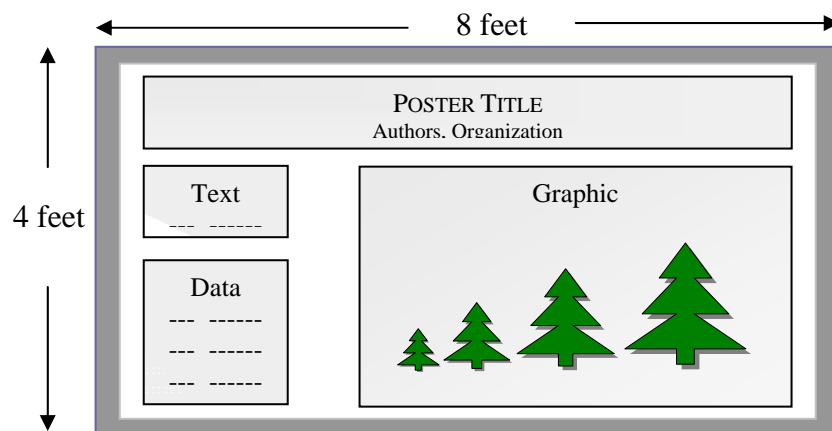 8 feet
POSTER TITLE
Authors, Organization
4 feet
Text
--- ------
Graphic
Data
--- ------
--- ------
--- ------